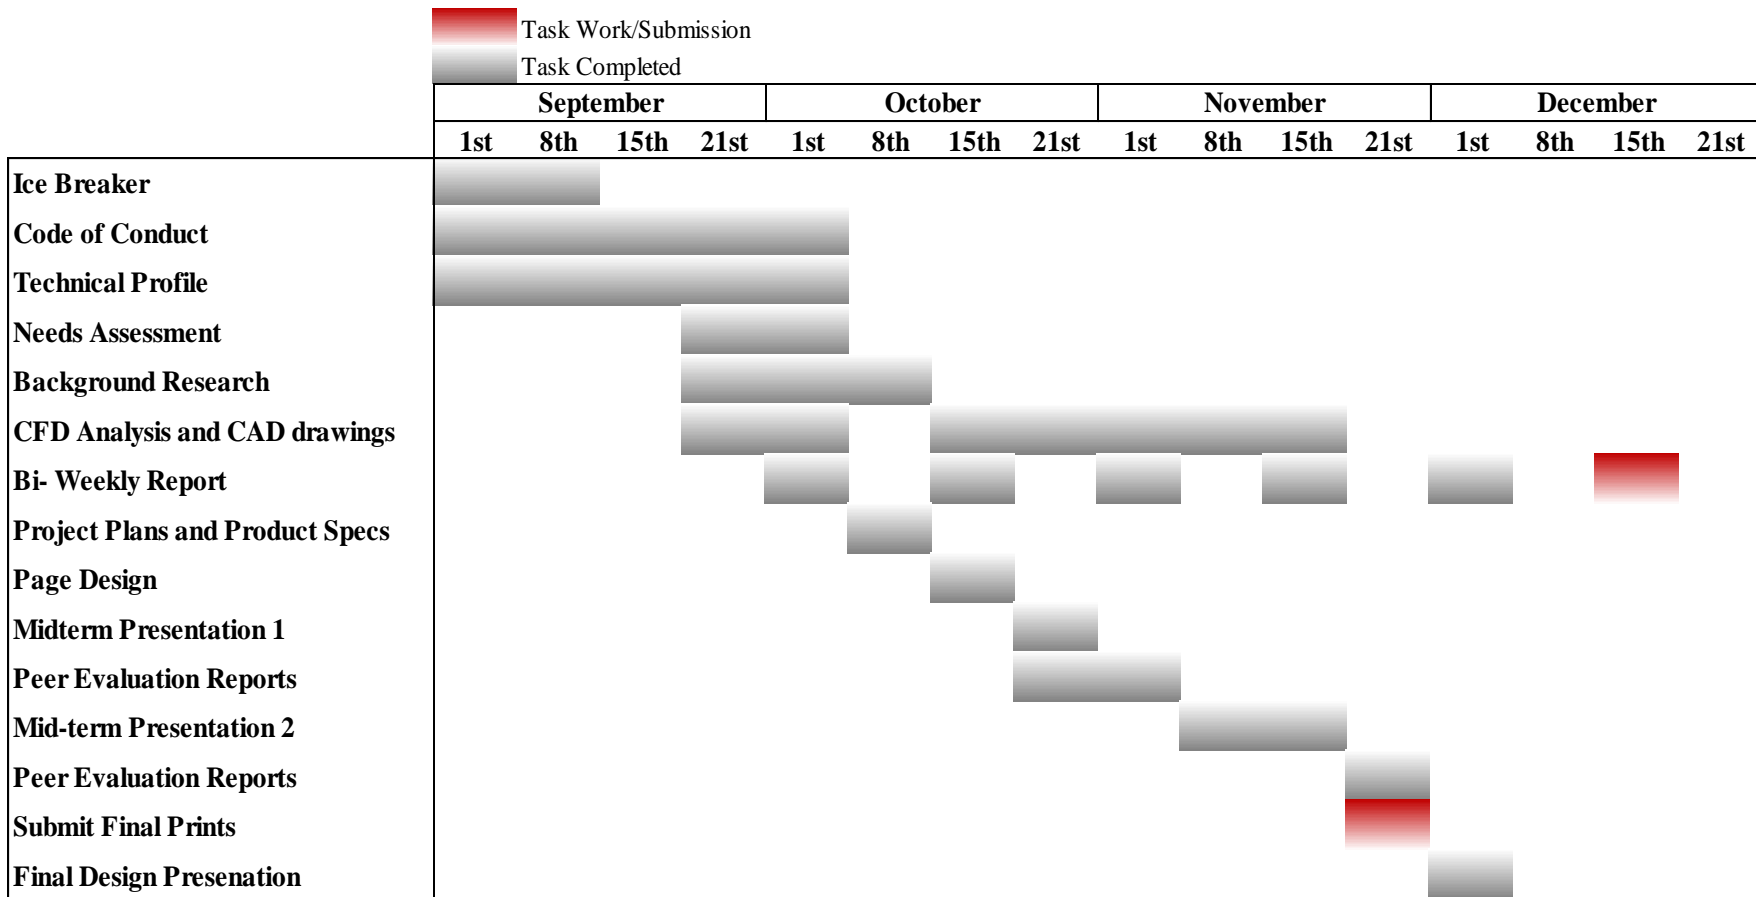 Task Work/Submission
Task Completed
September October November December
1st 8th 15th 21st 1st 8th 15th 21st 1st 8th 15th 21st 1st 8th 15th 21st
Ice Breaker
Code of Conduct
Technical Profile
Needs Assessment
Background Research
CFD Analysis and CAD drawings
Bi- Weekly Report
Project Plans and Product Specs
Page Design
Midterm Presentation 1
Peer Evaluation Reports
Mid-term Presentation 2
Peer Evaluation Reports
Submit Final Prints
Final Design Presenation